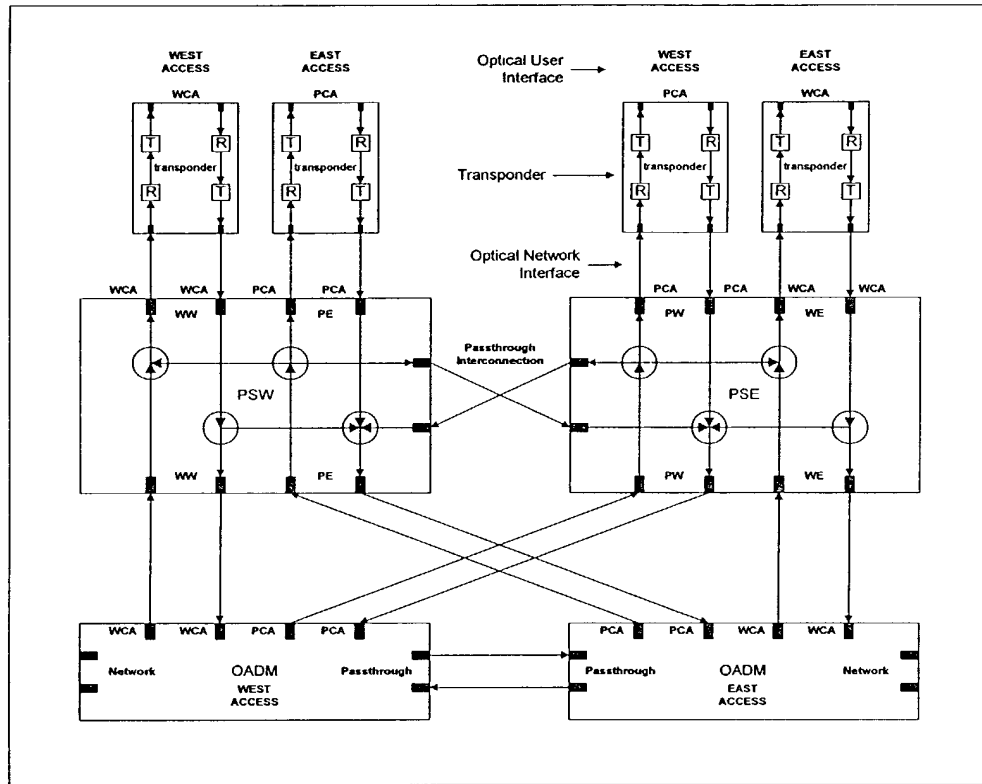 WEST ACCESS
EAST ACCESS
Optical User Interface
WEST ACCESS
EAST ACCESS
WCA
PCA
PCA
WCA
T
R
T
R
T
R
T
R
transponder
transponder
Transponder
transponder
transponder
R
T
R
T
R
T
R
T
Optical Network Interface
WCA
WCA
PCA
PCA
PCA
PCA
WCA
WCA
WW
PE
PW
WE
Passthrough Interconnection
PSW
PSE
WW
PE
PW
WE
WCA
WCA
PCA
PCA
PCA
PCA
WCA
WCA
Network
OADM
Passthrough
Passthrough
OADM
Network
WEST ACCESS
EAST ACCESS